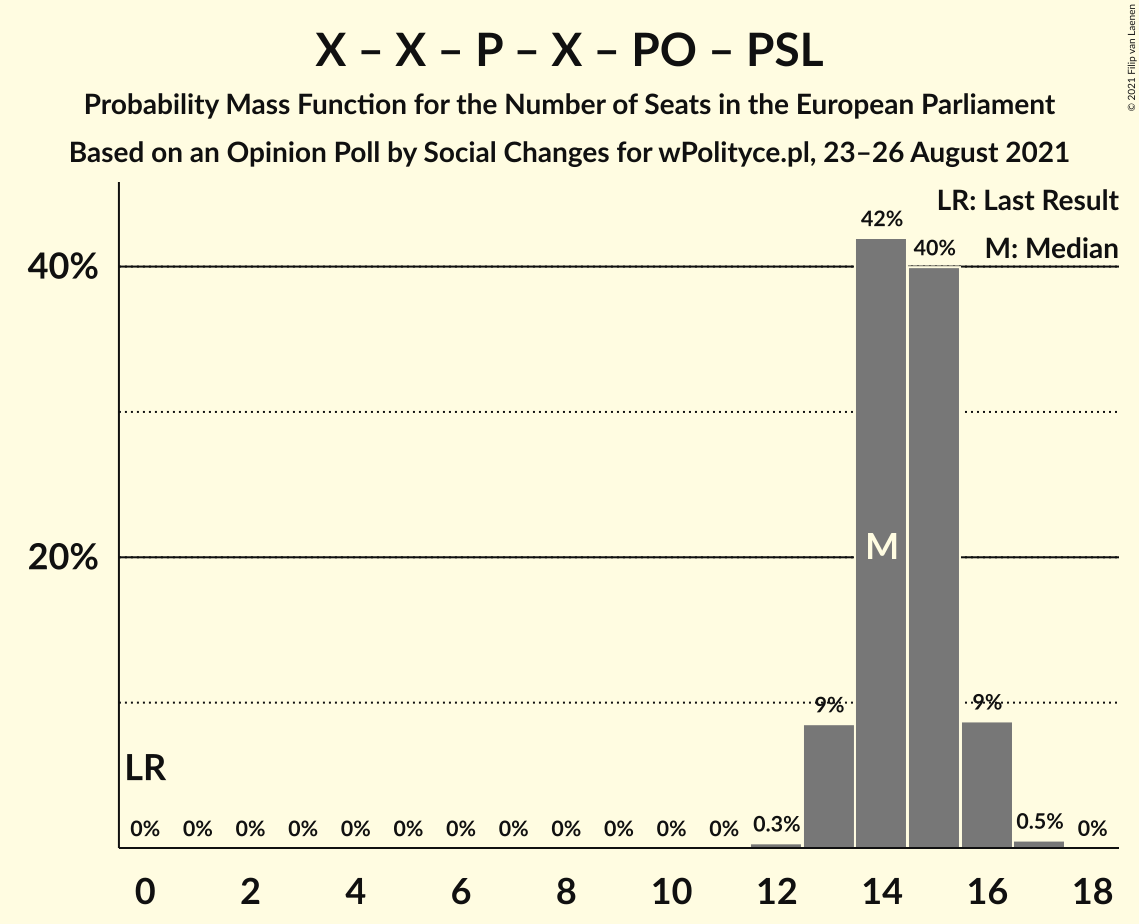 X – X – P – X – PO – PSL
Probability Mass Function for the Number of Seats in the European Parliament
Based on an Opinion Poll by Social Changes for wPolityce.pl, 23–26 August 2021
© 2021 Filip van Laenen
LR: Last Result
M: Median
42%
40%
40%
20%
M
9%
9%
LR
0% 0% 0% 0% 0% 0% 0% 0% 0% 0% 0% 0% 0.3% 0.5% 0%
0 2 4 6 8 10 12 14 16 18